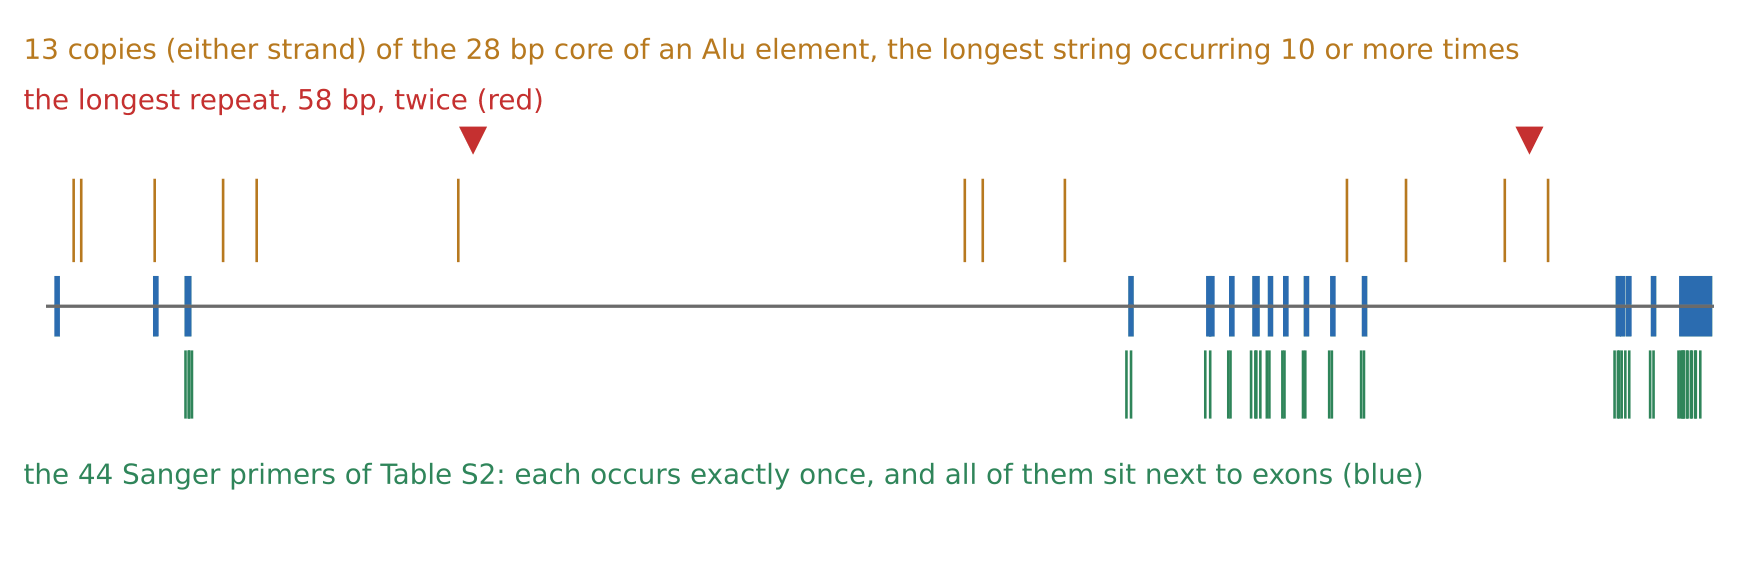 13 copies (either strand) of the 28 bp core of an Alu element, the longest string occurring 10 or more times
the longest repeat, 58 bp, twice (red)
the 44 Sanger primers of Table S2: each occurs exactly once, and all of them sit next to exons (blue)